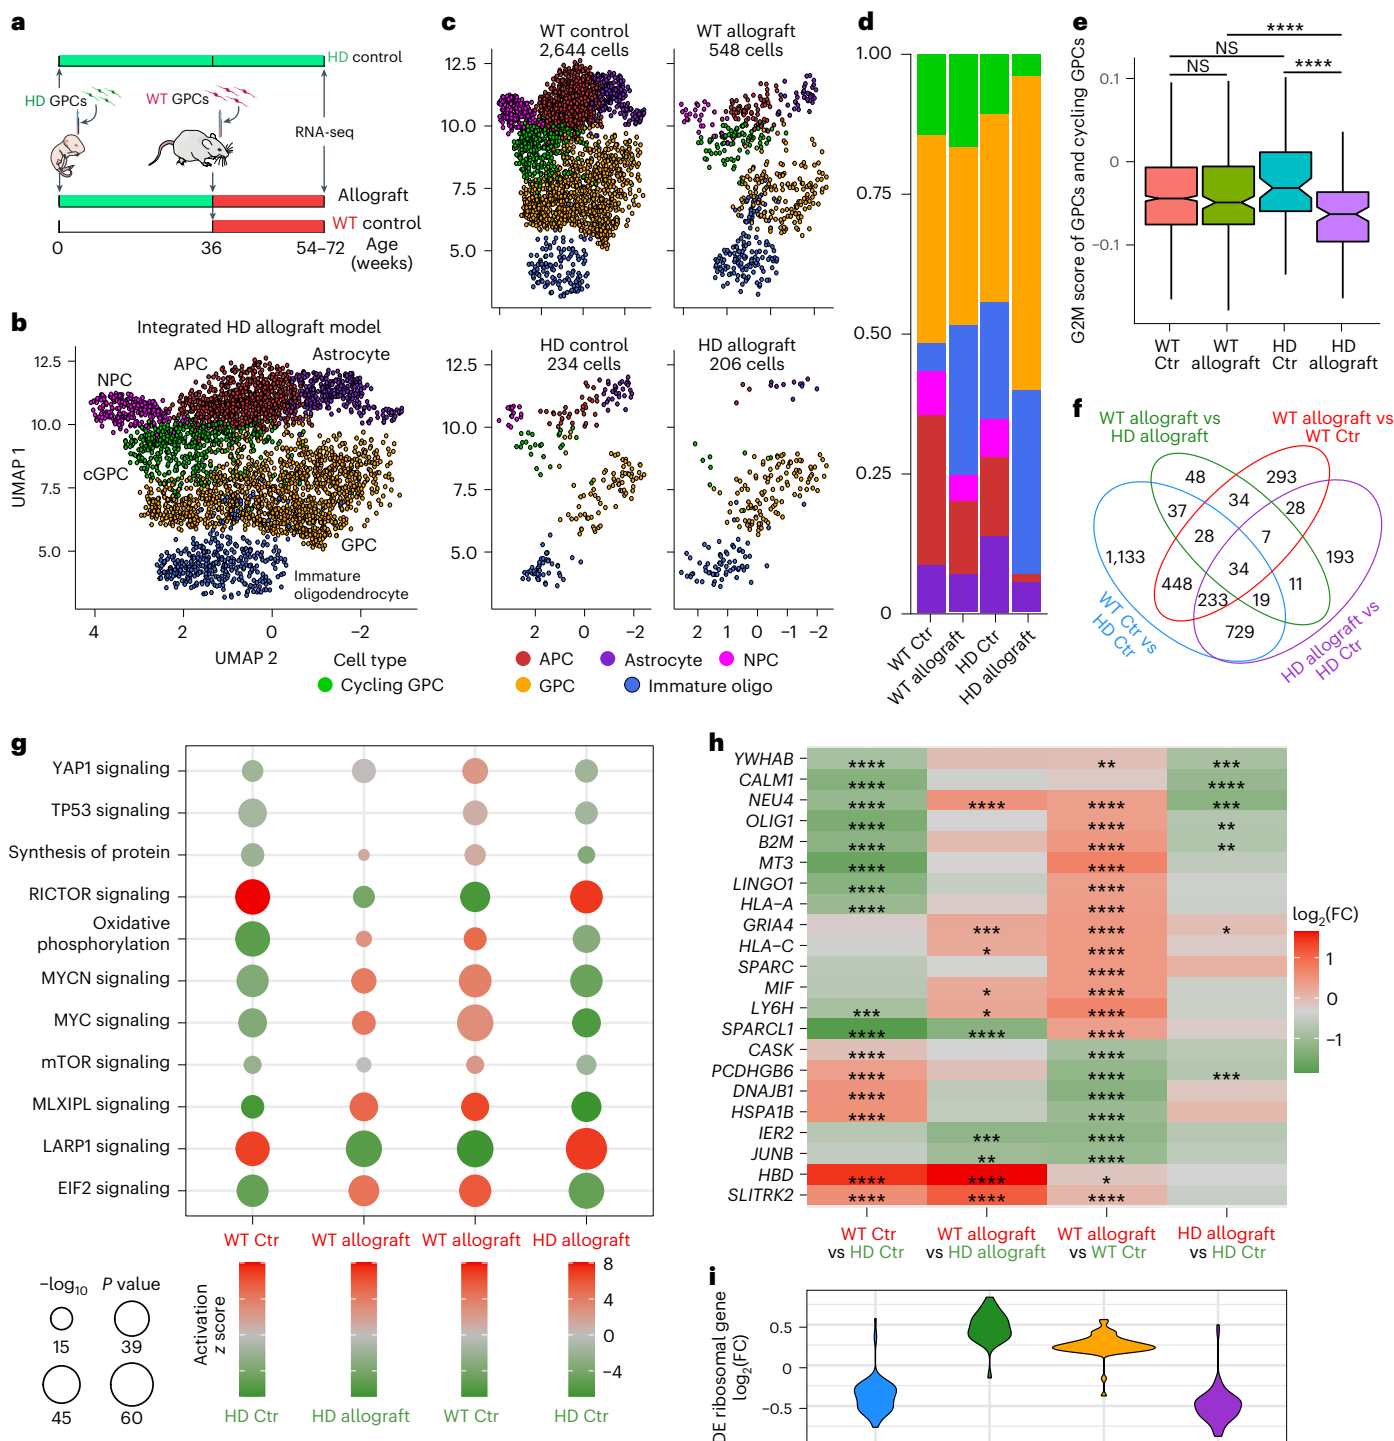 a
HD control
HD GPCs
WT GPCs
RNA-seq
Allograft
WT control
0
36
54–72
Age
(weeks)
b
Integrated HD allograft model
NPC
APC
Astrocyte
cGPC
GPC
Immature
oligodendrocyte
12.5
10.0
7.5
5.0
UMAP 1
4
2
0
−2
UMAP 2
c
WT control
2,644 cells
WT allograft
548 cells
12.5
10.0
7.5
5.0
HD control
234 cells
HD allograft
206 cells
12.5
10.0
7.5
5.0
2
0
−2
2
1
0
−1
−2
Cell type
Cycling GPC
APC
Astrocyte
NPC
GPC
Immature oligo
d
1.00
0.75
0.50
0.25
0
WT Ctr
WT allograft
HD Ctr
HD allograft
e
****
NS
NS
****
0.1
0
−0.1
G2M score of GPCs and cycling GPCs
WT
Ctr
WT
allograft
HD
Ctr
HD
allograft
f
WT allograft vs
HD allograft
WT allograft vs
WT Ctr
48
293
37
34
28
28
7
1,133
193
34
448
233
19
11
729
WT Ctr vs
HD Ctr
HD allograft vs
HD Ctr
g
YAP1 signaling
TP53 signaling
Synthesis of protein
RICTOR signaling
Oxidative
phosphorylation
MYCN signaling
MYC signaling
mTOR signaling
MLXIPL signaling
LARP1 signaling
EIF2 signaling
WT Ctr
WT allograft
WT allograft
HD allograft
−log10 P value
15
39
45
60
Activation
z score
8
4
0
−4
HD Ctr
HD allograft
WT Ctr
HD Ctr
h
YWHAB **** ** ***
CALM1 **** ****
NEU4 **** **** **** ***
OLIG1 **** **** **
B2M **** **** **
MT3 **** ****
LINGO1 **** ****
HLA−A **** ****
GRIA4 *** **** *
HLA−C * ****
SPARC ****
MIF * ****
LY6H *** * ****
SPARCL1 **** **** ****
CASK **** ****
PCDHGB6 **** **** ***
DNAJB1 **** ****
HSPA1B **** ****
IER2 *** ****
JUNB ** ****
HBD **** **** *
SLITRK2 **** **** ****
WT Ctr
vs HD Ctr
WT allograft
vs HD allograft
WT allograft
vs WT Ctr
HD allograft
vs HD Ctr
log2(FC)
1
0
−1
i
DE ribosomal gene
log2(FC)
0.5
0
−0.5